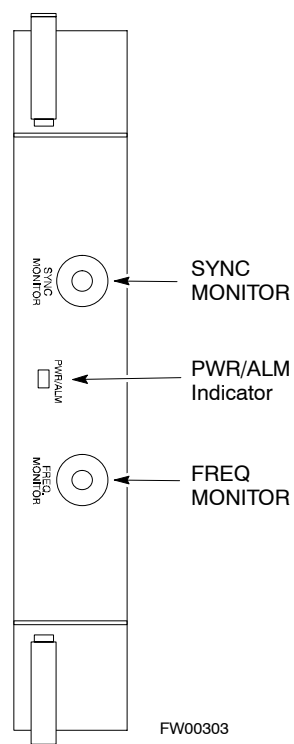 SYNC
MONITOR
SYNC
MONITOR
PWR/ALM
PWR/ALM
Indicator
FREQ.
MONITOR
FREQ
MONITOR
FW00303